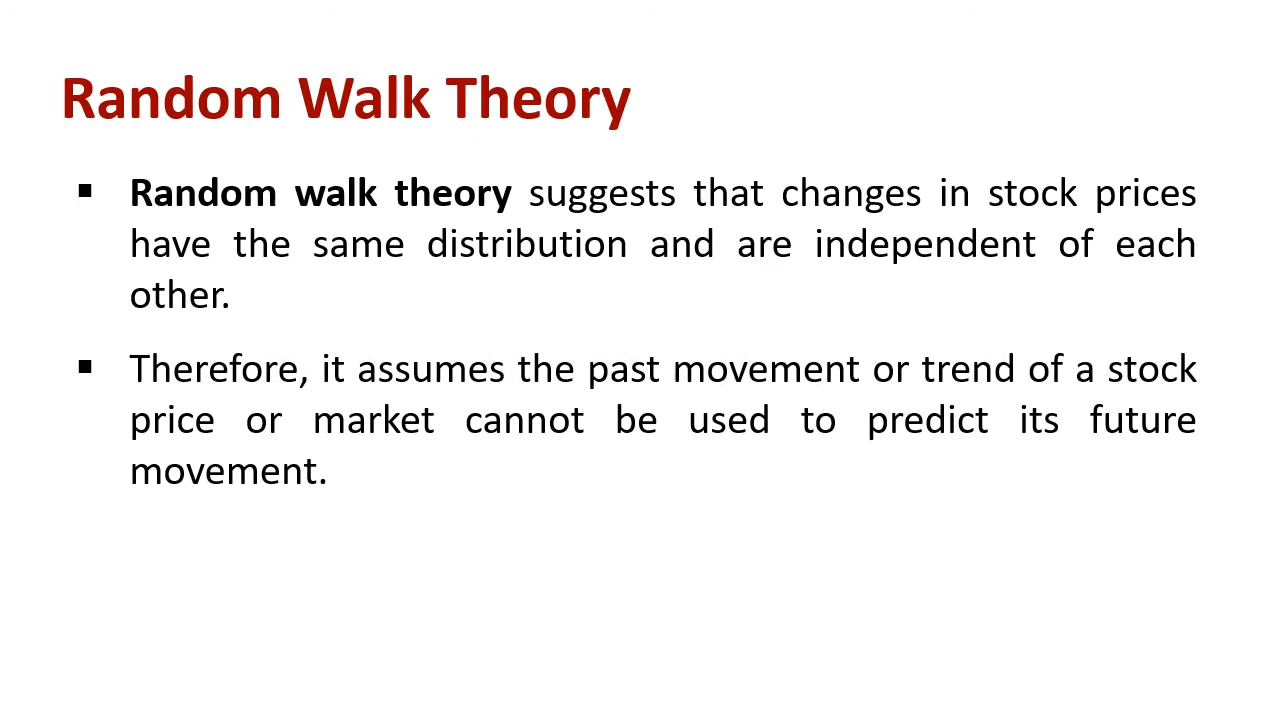 Random Walk Theory
▪ Random walk theory suggests that changes in stock prices
have the same distribution and are independent of each
other.
▪ Therefore, it assumes the past movement or trend of a stock
price or market cannot be used to predict its future
movement.